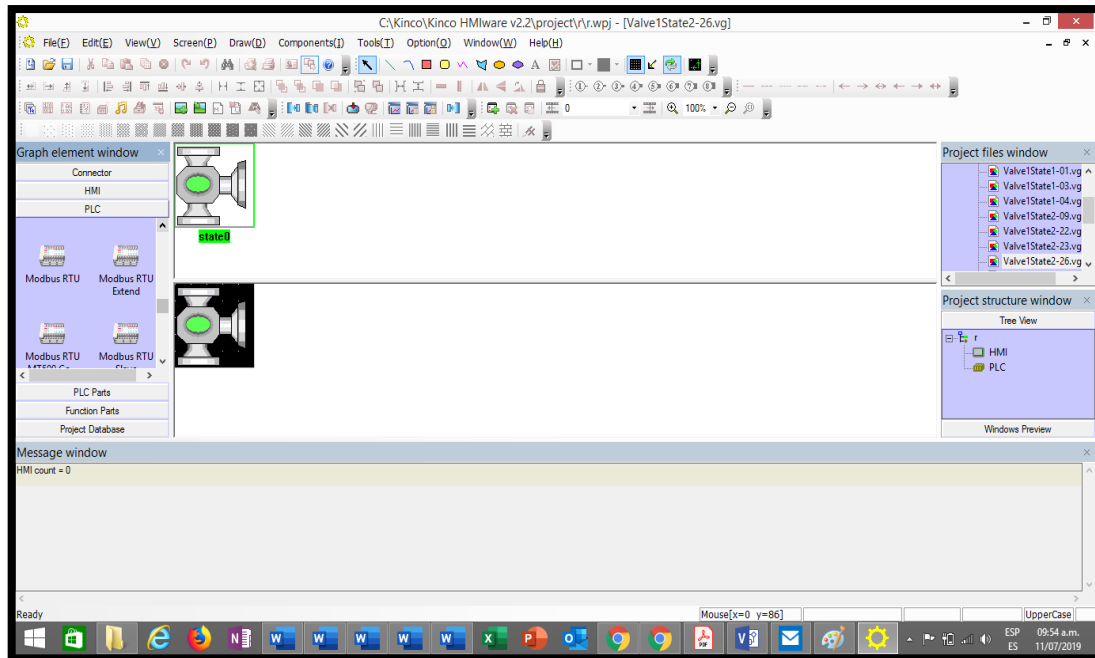 C:\Kinco\Kinco HMIware v2.2\project\r\r.wpj - [Valve1State2-26.vg]
File(F) Edit(E) View(V) Screen(P) Draw(D) Components(I) Tools(T) Option(O) Window(W) Help(H)
0
100%
Graph element window
Connector
HMI
PLC
Modbus RTU
Modbus RTU Extend
Modbus RTU
Modbus RTU
PLC Parts
Function Parts
Project Database
state0
Project files window
Valve1State1-01.vg
Valve1State1-03.vg
Valve1State1-04.vg
Valve1State2-09.vg
Valve1State2-22.vg
Valve1State2-23.vg
Valve1State2-26.vg
Project structure window
Tree View
r
HMI
PLC
Windows Preview
Message window
HMI count = 0
Ready
Mouse[x=0 y=86]
UpperCase
ESP
ES
09:54 a.m.
11/07/2019